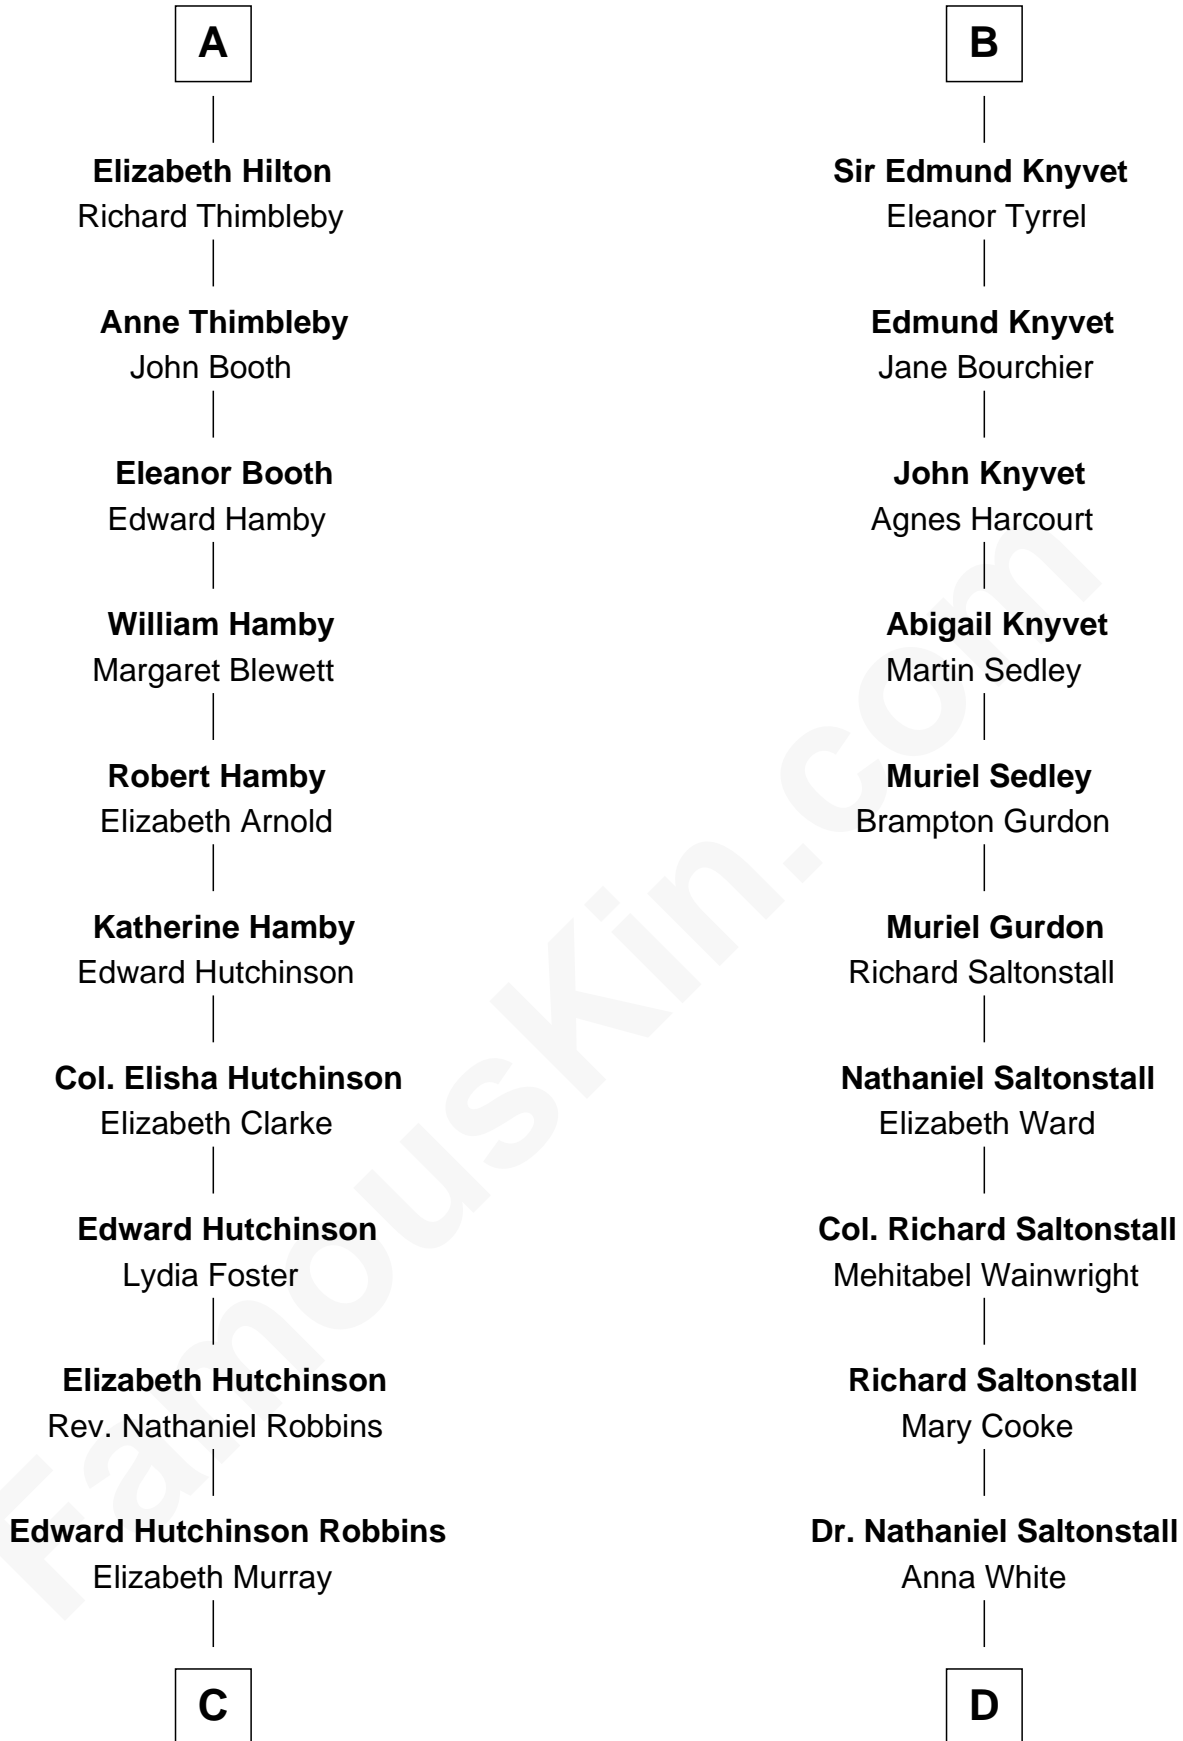 A
Elizabeth Hilton
Richard Thimbleby
Anne Thimbleby
John Booth
Eleanor Booth
Edward Hamby
William Hamby
Margaret Blewett
Robert Hamby
Elizabeth Arnold
Katherine Hamby
Edward Hutchinson
Col. Elisha Hutchinson
Elizabeth Clarke
Edward Hutchinson
Lydia Foster
Elizabeth Hutchinson
Rev. Nathaniel Robbins
Edward Hutchinson Robbins
Elizabeth Murray
C
B
Sir Edmund Knyvet
Eleanor Tyrrel
Edmund Knyvet
Jane Bourchier
John Knyvet
Agnes Harcourt
Abigail Knyvet
Martin Sedley
Muriel Sedley
Brampton Gurdon
Muriel Gurdon
Richard Saltonstall
Nathaniel Saltonstall
Elizabeth Ward
Col. Richard Saltonstall
Mehitabel Wainwright
Richard Saltonstall
Mary Cooke
Dr. Nathaniel Saltonstall
Anna White
D
FamousKin.com